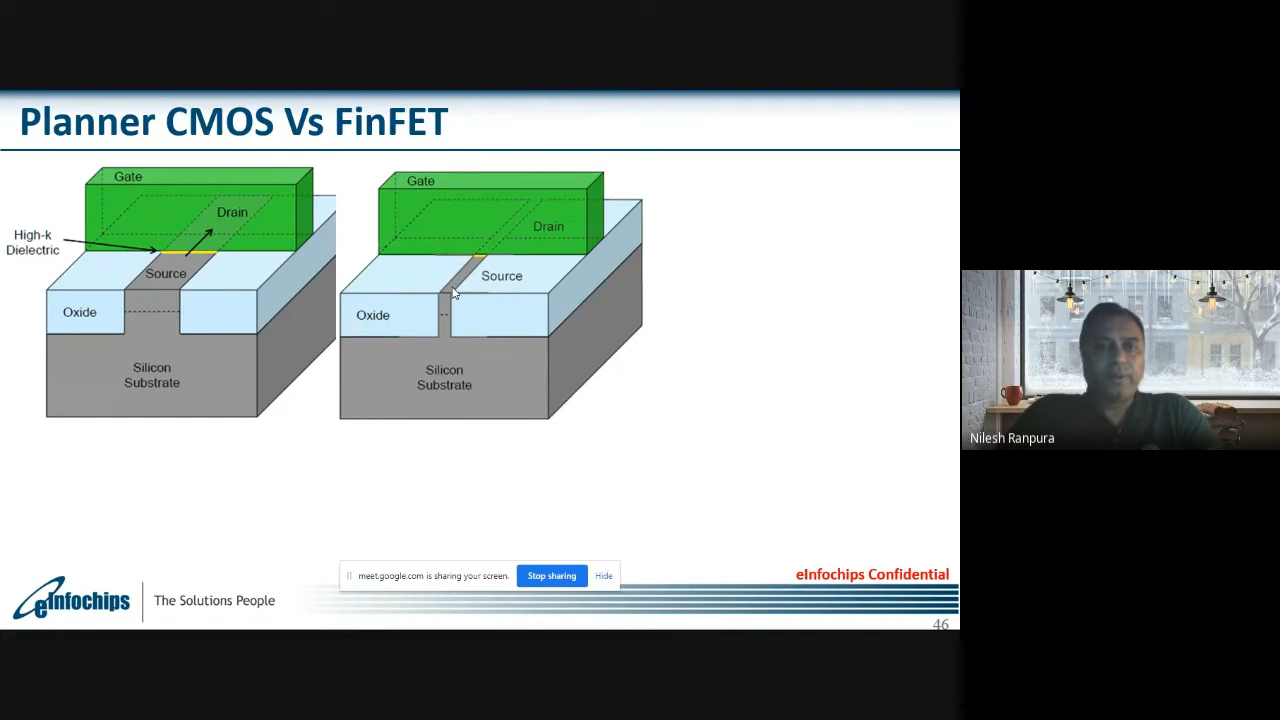 Planner CMOS Vs FinFET
Gate
Drain
High-k
Dielectric
Source
Oxide
Silicon
Substrate
Gate
Drain
Source
Oxide
Silicon
Substrate
Nilesh Ranpura
meet.google.com is sharing your screen.
Stop sharing
Hide
eInfochips Confidential
eInfochips
The Solutions People
46